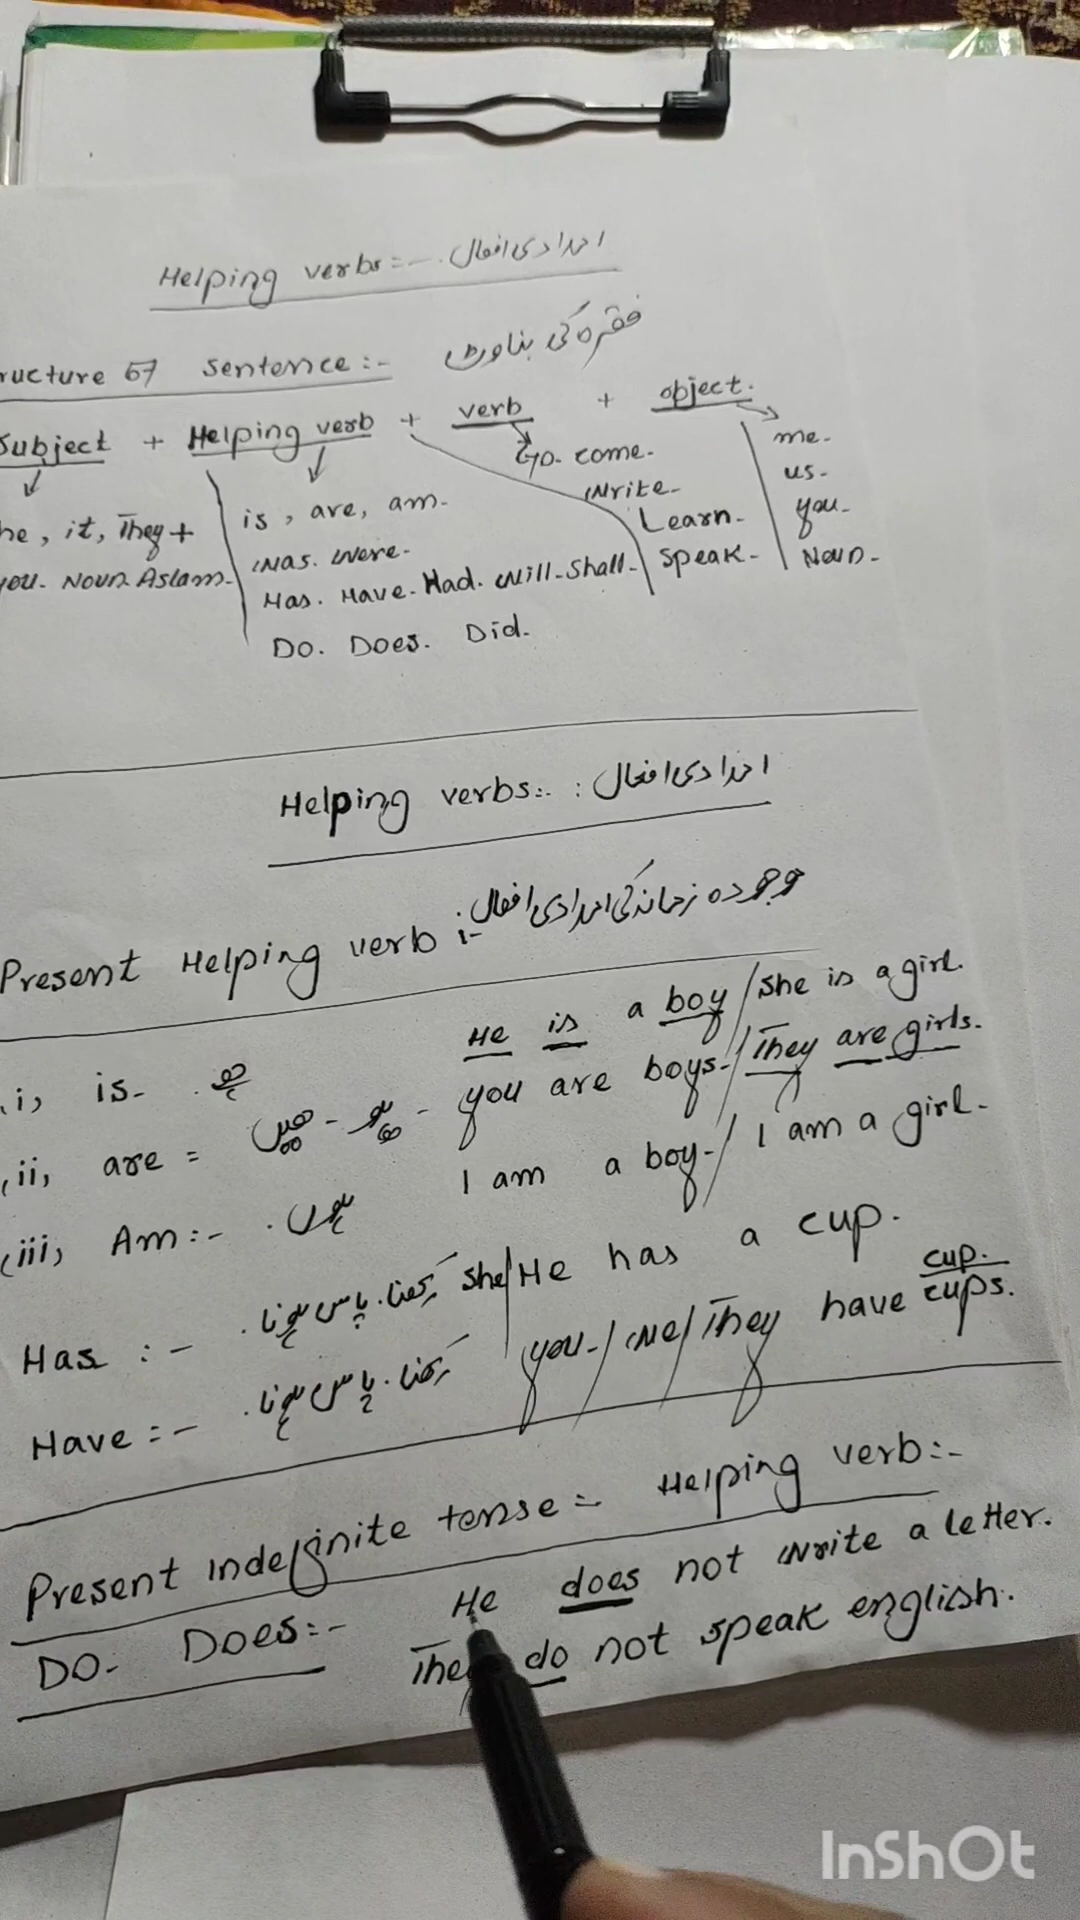 Helping verbs :- امدادی افعال
ructure of sentence :- فقرہ کی بناوٹ
Subject + Helping verb + verb + object.
he, it, They + is, are, am. Go. come. me.
you. Noun Aslam. Was. Were. Write. us.
Has. Have. Had. Will. Shall. Learn. you.
Do. Does. Did. Speak. Noun.
Helping verbs :- امدادی افعال
Present Helping verb :- موجودہ زمانہ کی امدادی افعال
i, is. ہے He is a boy / She is a girl.
ii, are = ہیں - ہو - you are boys / They are girls.
iii, Am :- ہوں. I am a boy / I am a girl.
Has :- رکھنا. پاس ہونا. She/He has a cup.
Have :- رکھنا. پاس ہونا. you / We / They have cup. cups.
Present indefinite tense = Helping verb :-
DO. Does :- He does not write a letter.
They do not speak english.
InShOt